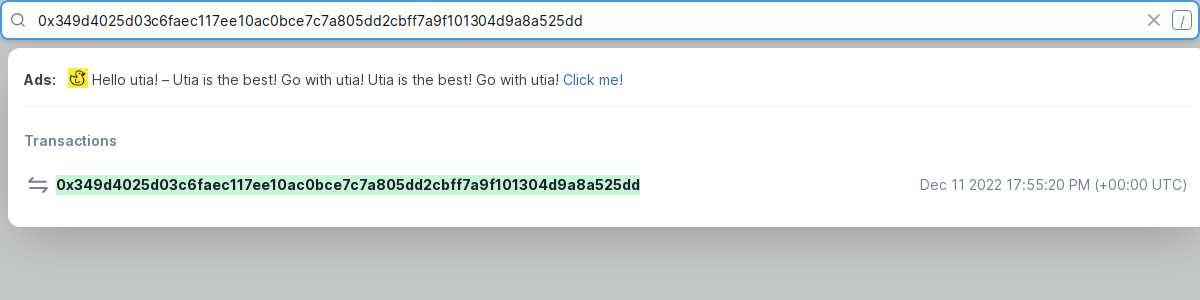 0x349d4025d03c6faec117ee10ac0bce7c7a805dd2cbff7a9f101304d9a8a525dd /
Ads: Hello utia! – Utia is the best! Go with utia! Utia is the best! Go with utia! Click me!
Transactions
0x349d4025d03c6faec117ee10ac0bce7c7a805dd2cbff7a9f101304d9a8a525dd Dec 11 2022 17:55:20 PM (+00:00 UTC)